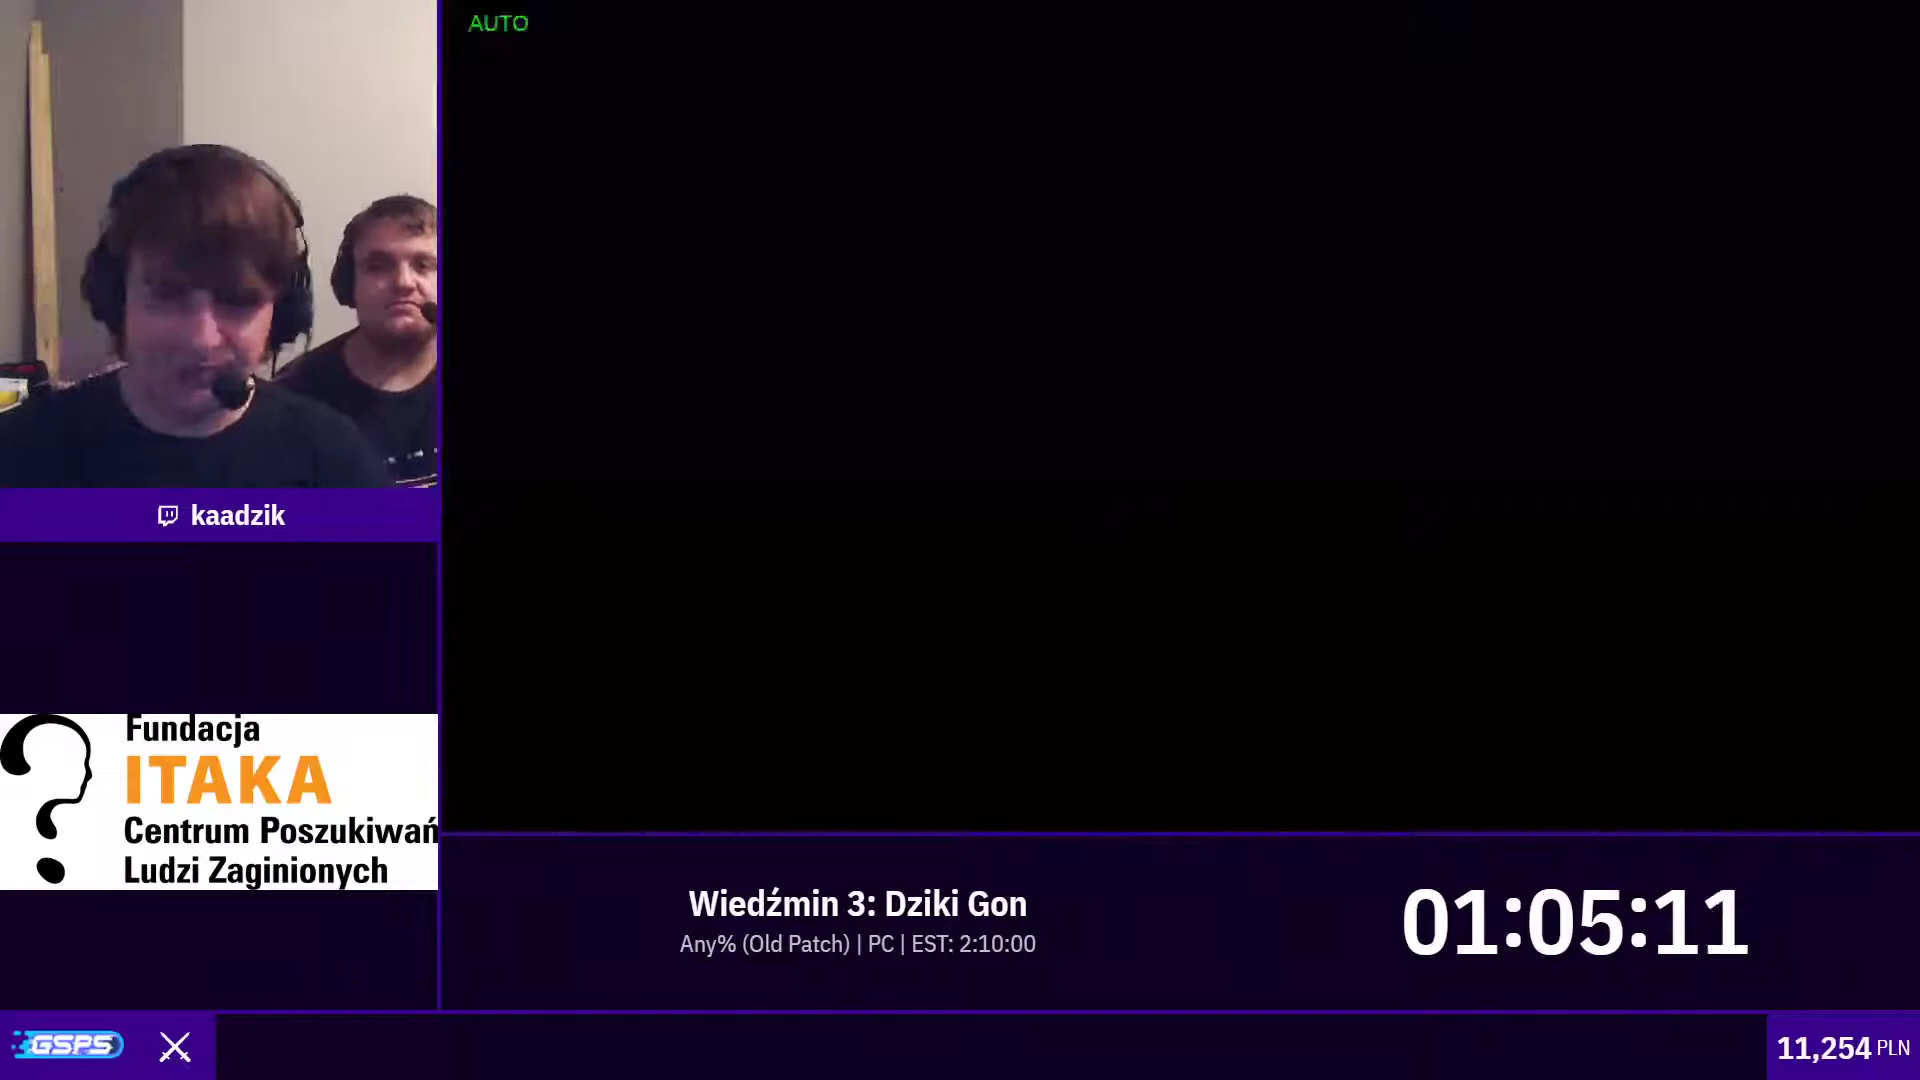 AUTO
kaadzik
Fundacja
ITAKA
Centrum Poszukiwań
Ludzi Zaginionych
Wiedźmin 3: Dziki Gon
Any% (Old Patch) | PC | EST: 2:10:00
01:05:11
GSPS
11,254 PLN